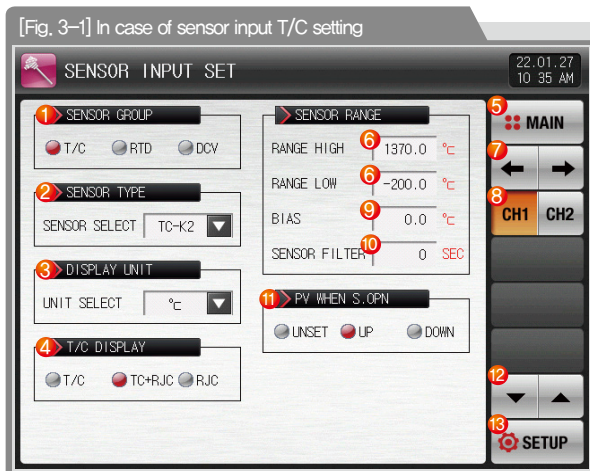 [Fig. 3-1] In case of sensor input T/C setting
SENSOR INPUT SET
22.01.27
10 35 AM
1 SENSOR GROUP
T/C RTD DCV
2 SENSOR TYPE
SENSOR SELECT TC-K2
3 DISPLAY UNIT
UNIT SELECT ℃
4 T/C DISPLAY
T/C TC+RJC RJC
SENSOR RANGE
RANGE HIGH 6 1370.0 ℃
RANGE LOW 6 -200.0 ℃
BIAS 9 0.0 ℃
SENSOR FILTER 10 0 SEC
11 PV WHEN S.OPN
UNSET UP DOWN
5 MAIN
7
8
CH1 CH2
12
13 SETUP